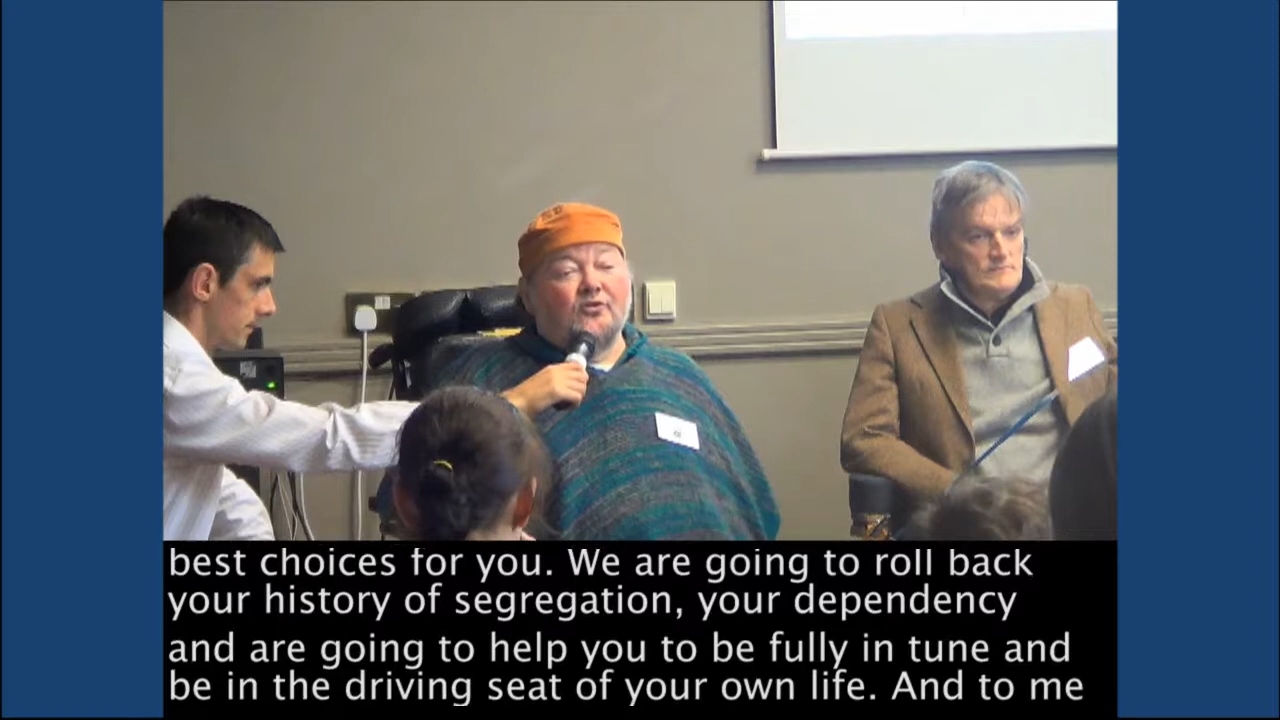 best choices for you. We are going to roll back
your history of segregation, your dependency
and are going to help you to be fully in tune and
be in the driving seat of your own life. And to me